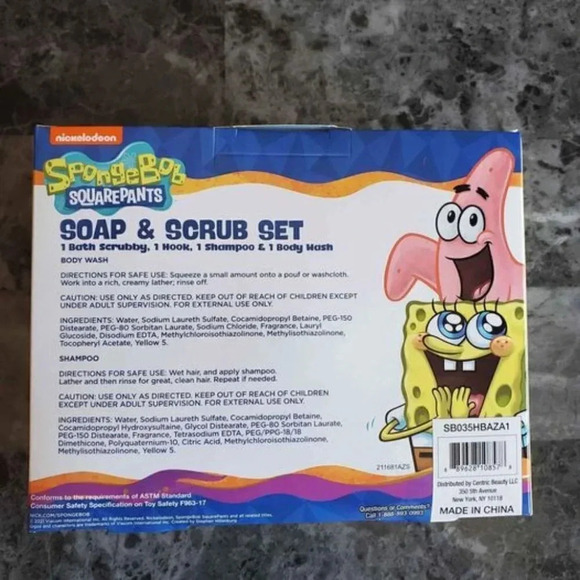 nickelodeon
SpongeBob
SQUAREPANTS
SOAP & SCRUB SET
1 Bath Scrubby, 1 Hook, 1 Shampoo & 1 Body Wash
BODY WASH
DIRECTIONS FOR SAFE USE: Squeeze a small amount onto a pouf or washcloth.
Work into a rich, creamy lather; rinse off.
CAUTION: USE ONLY AS DIRECTED. KEEP OUT OF REACH OF CHILDREN EXCEPT
UNDER ADULT SUPERVISION. FOR EXTERNAL USE ONLY.
INGREDIENTS: Water, Sodium Laureth Sulfate, Cocamidopropyl Betaine, PEG-150
Distearate, PEG-80 Sorbitan Laurate, Sodium Chloride, Fragrance, Lauryl
Glucoside, Disodium EDTA, Methylchloroisothiazolinone, Methylisothiazolinone,
Tocopheryl Acetate, Yellow 5.
SHAMPOO
DIRECTIONS FOR SAFE USE: Wet hair, and apply shampoo.
Lather and then rinse for great, clean hair. Repeat if needed.
CAUTION: USE ONLY AS DIRECTED. KEEP OUT OF REACH OF CHILDREN
EXCEPT UNDER ADULT SUPERVISION. FOR EXTERNAL USE ONLY.
INGREDIENTS: Water, Sodium Laureth Sulfate, Cocamidopropyl Betaine,
Cocamidopropyl Hydroxysultaine, Glycol Distearate, PEG-80 Sorbitan Laurate,
PEG-150 Distearate, Fragrance, Tetrasodium EDTA, PEG/PPG-18/18
Dimethicone, Polyquaternium-10, Citric Acid, Methylchloroisothiazolinone,
Methylisothiazolinone, Yellow 5.
211681AZS
SB035HBAZA1
Distributed by Centric Beauty LLC
350 5th Avenue
New York, NY 10118
MADE IN CHINA
Conforms to the requirements of ASTM Standard
Consumer Safety Specification on Toy Safety F963-17
Questions or Comments?
NICK.COM/SPONGEBOB